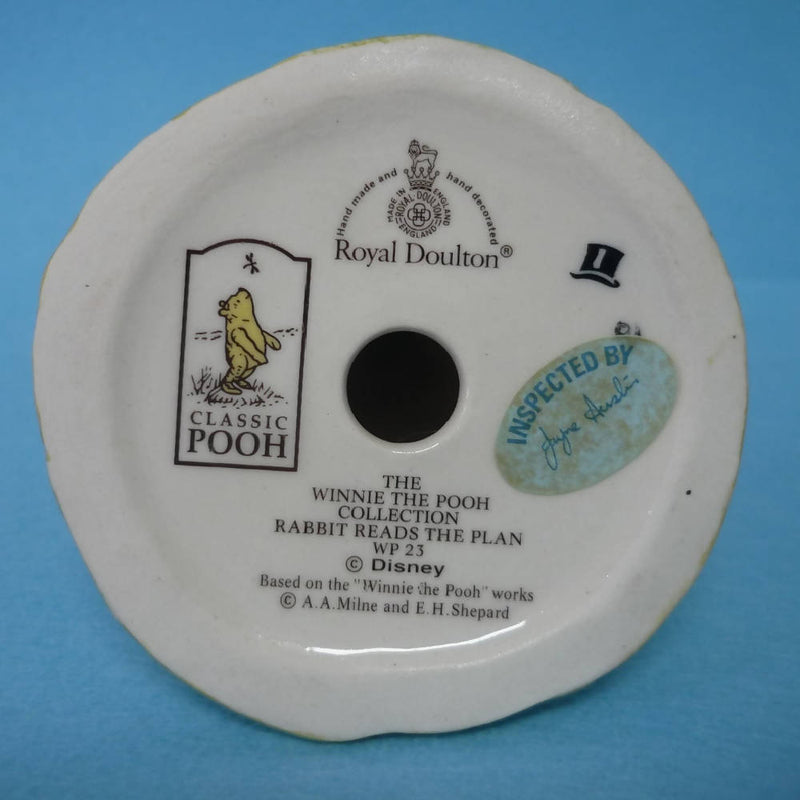 Hand made and hand decorated
MADE IN ENGLAND
ROYAL DOULTON
ENGLAND
Royal Doulton®
CLASSIC
POOH
INSPECTED BY
Jayne Austin
THE
WINNIE THE POOH
COLLECTION
RABBIT READS THE PLAN
WP 23
© Disney
Based on the "Winnie the Pooh" works
© A.A.Milne and E.H.Shepard